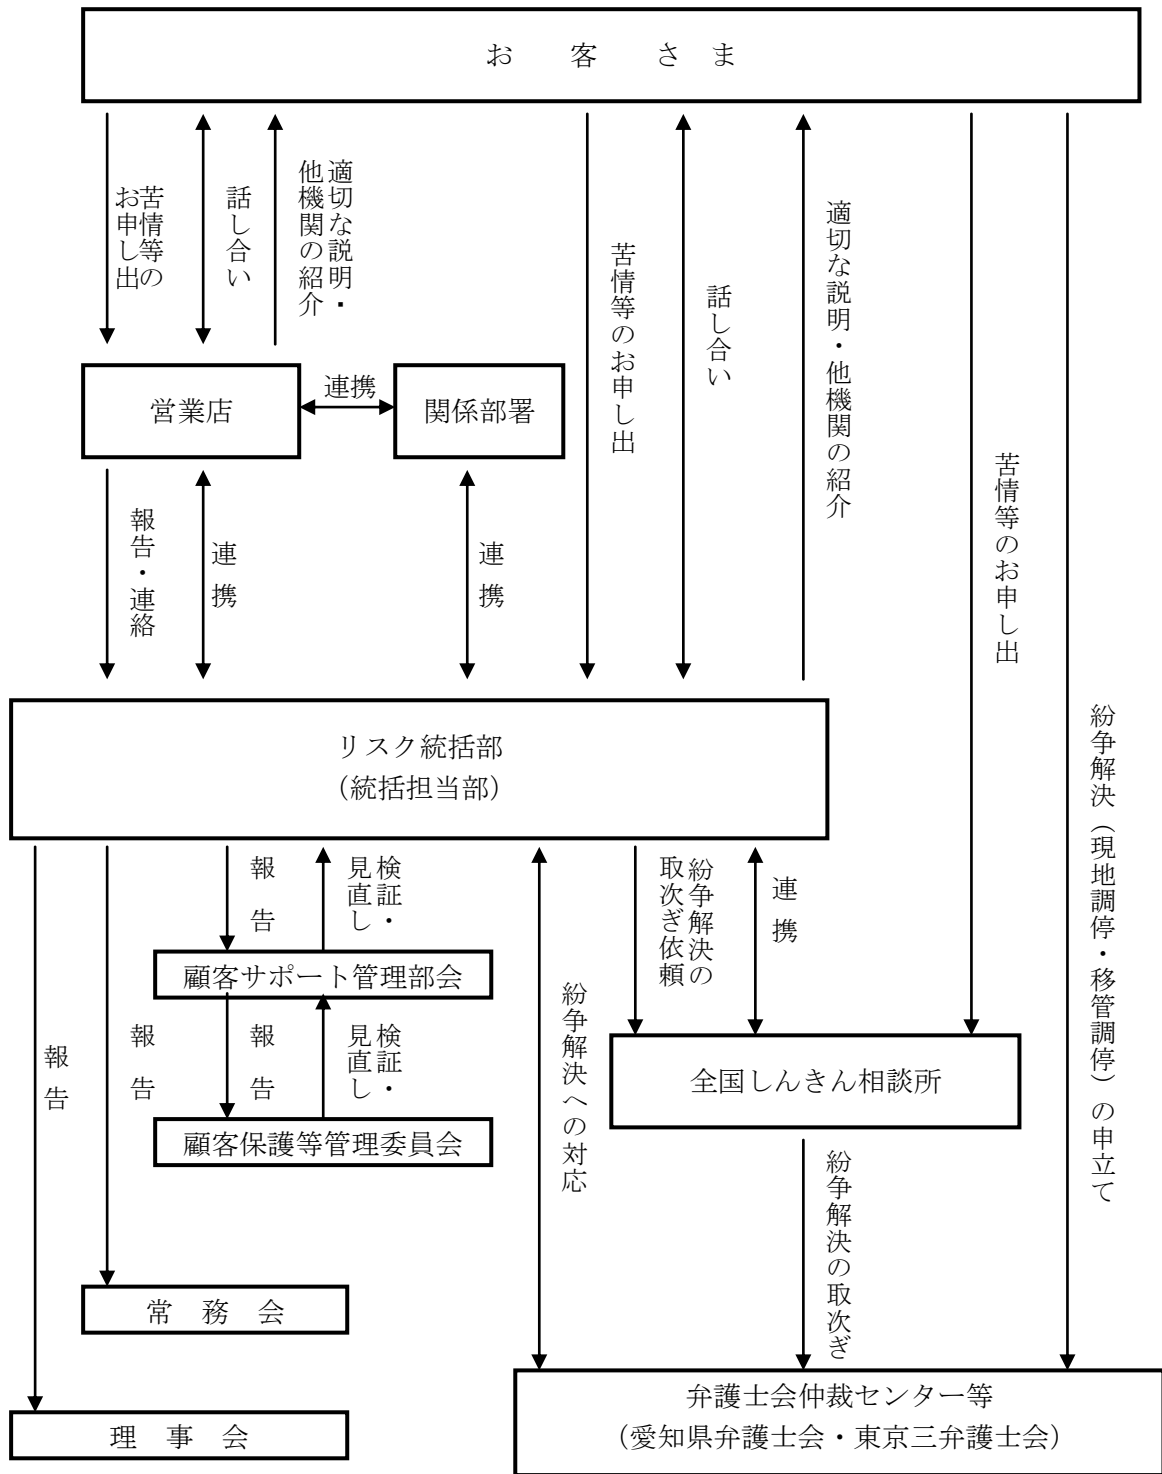 お客さま
苦情等の
お申し出
話し合い
適切な説明・
他機関の紹介
苦情等のお申し出
話し合い
適切な説明・他機関の紹介
苦情等のお申し出
紛争解決（現地調停・移管調停）の申立て
営業店
連携
関係部署
報告・連絡
連携
連携
リスク統括部
（統括担当部）
報告
報告
報告
検証・
見直し
顧客サポート管理部会
報告
検証・
見直し
顧客保護等管理委員会
紛争解決への対応
紛争解決の
取次ぎ依頼
連携
全国しんきん相談所
紛争解決の取次ぎ
常務会
理事会
弁護士会仲裁センター等
（愛知県弁護士会・東京三弁護士会）